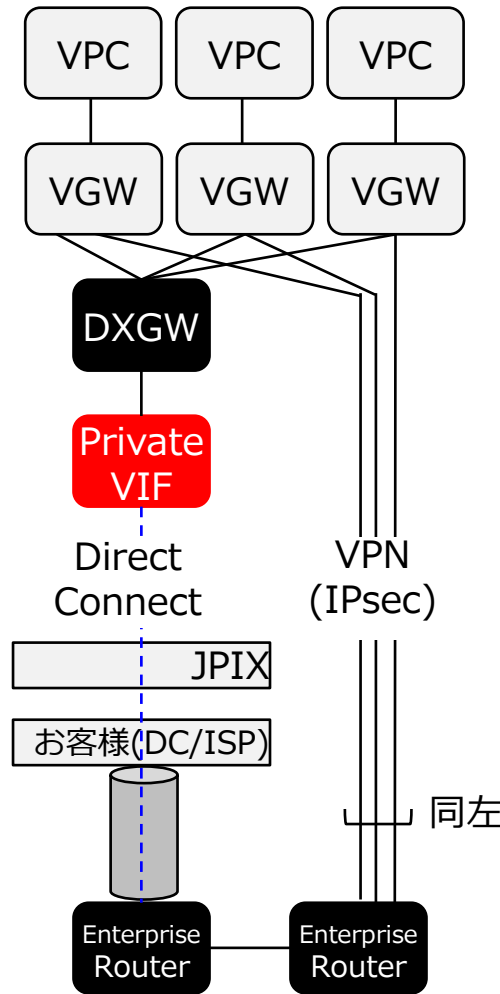 VPC
VPC
VPC
VGW
VGW
VGW
DXGW
Private
VIF
Direct
Connect
VPN
(IPsec)
JPIX
お客様(DC/ISP)
同左
Enterprise
Router
Enterprise
Router